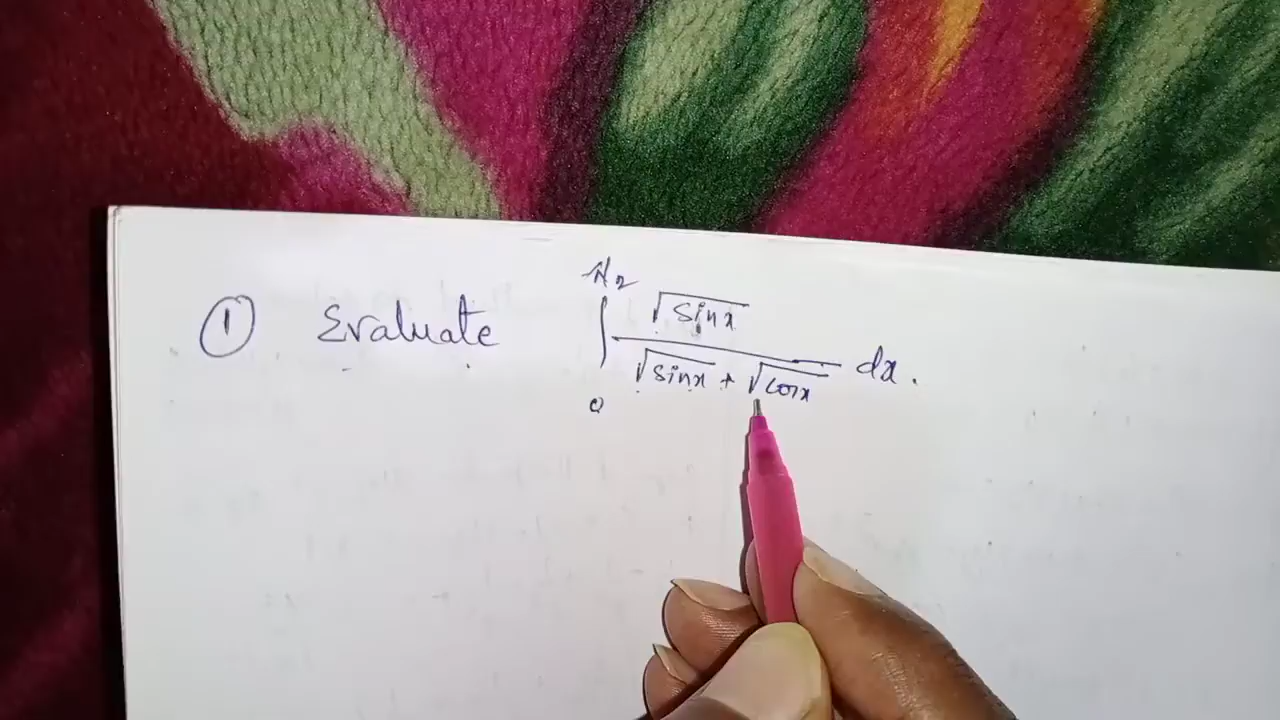 ① Evaluate ∫₀^{π/2} √sinx / (√sinx + √cosx) dx.